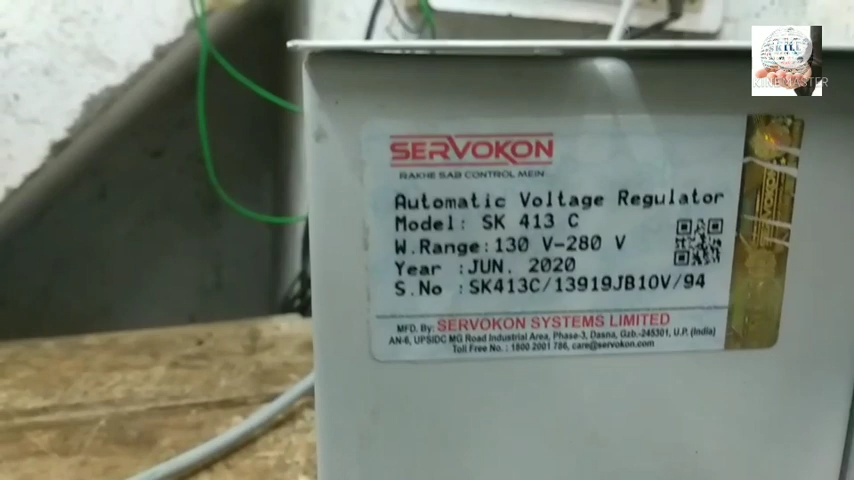 SERVOKON
RAKHE SAB CONTROL MEIN
Automatic Voltage Regulator
Model: SK 413 C
W.Range:130 V-280 V
Year :JUN. 2020
S.No :SK413C/13919JB10V/94
MFD. By: SERVOKON SYSTEMS LIMITED
AN-6, UPSIDC MG Road Industrial Area, Phase-3, Dasna, Gzb.-245301, U.P. (India)
Toll Free No. : 1800 2001 786, care@servokon.com
SERVOKON
KINEMASTER